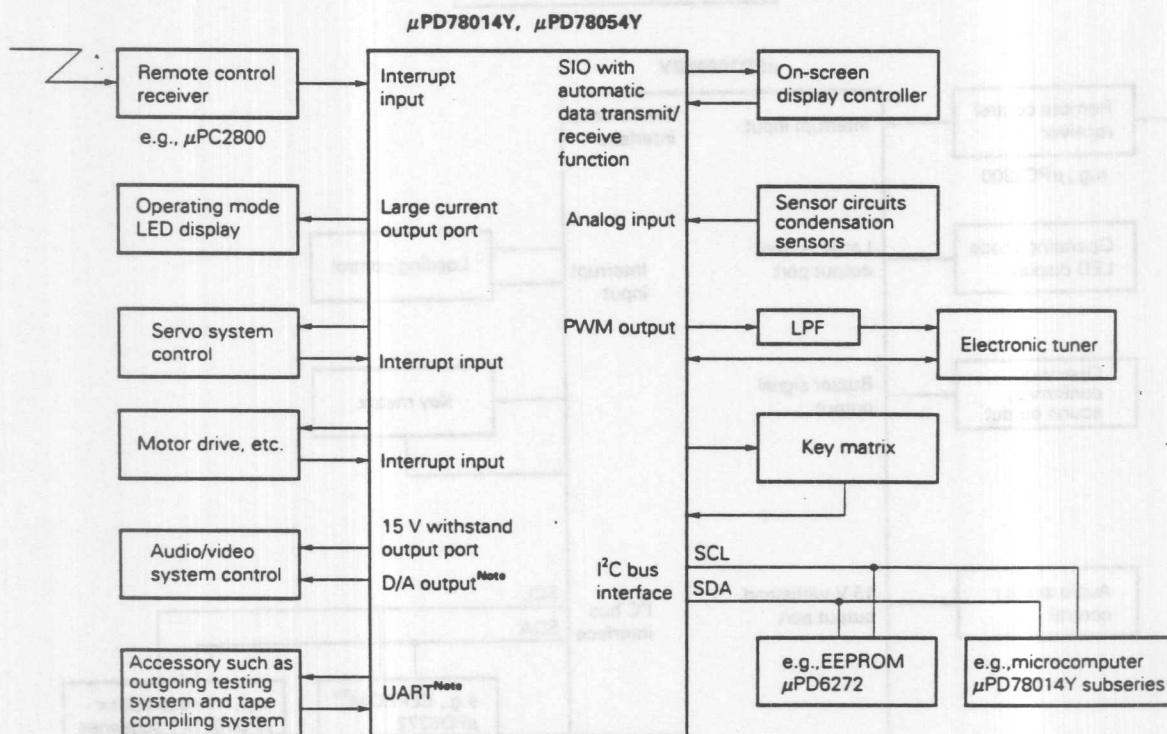 μPD78014Y, μPD78054Y
Remote control
receiver
e.g., μPC2800
Interrupt
input
Operating mode
LED display
Large current
output port
Servo system
control
Interrupt input
Motor drive, etc.
Interrupt input
Audio/video
system control
15 V withstand
output port
D/A output Note
Accessory such as
outgoing testing
system and tape
compiling system
UART Note
SIO with
automatic
data transmit/
receive
function
On-screen
display controller
Analog input
Sensor circuits
condensation
sensors
PWM output
LPF
Electronic tuner
Key matrix
I²C bus
interface
SCL
SDA
e.g.,EEPROM
μPD6272
e.g.,microcomputer
μPD78014Y subseries